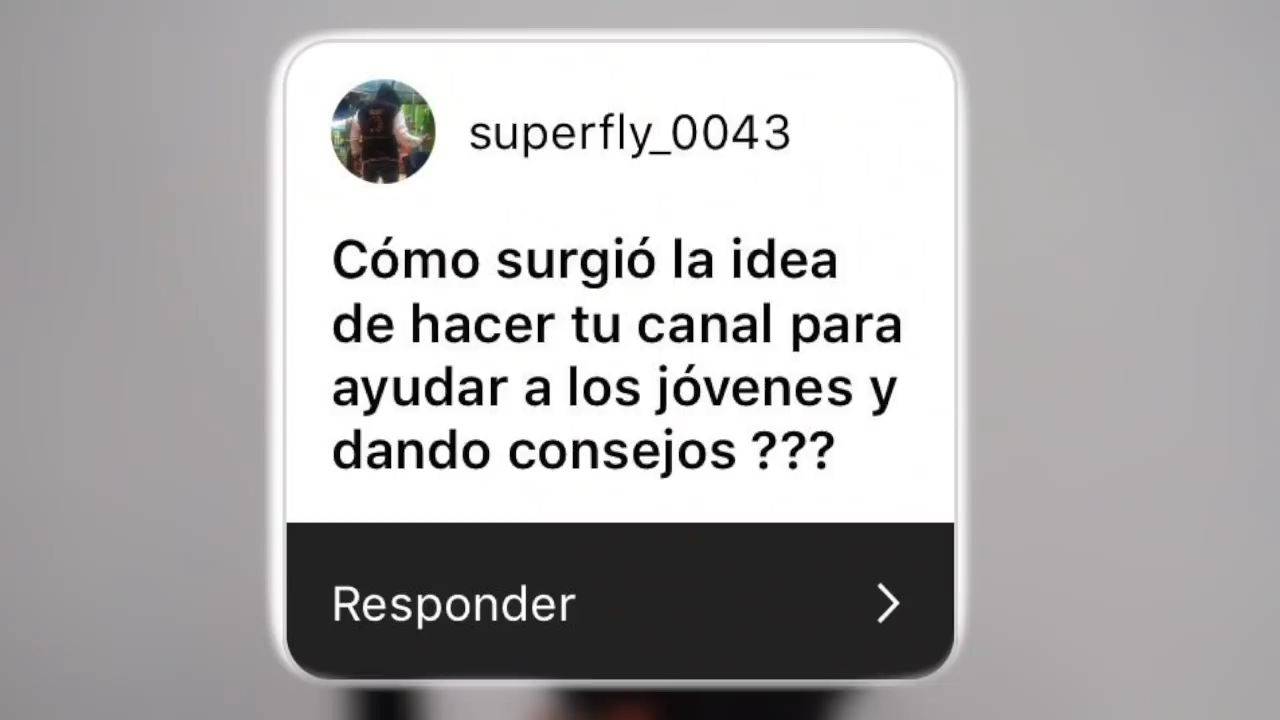 superfly_0043
Cómo surgió la idea
de hacer tu canal para
ayudar a los jóvenes y
dando consejos ???
Responder